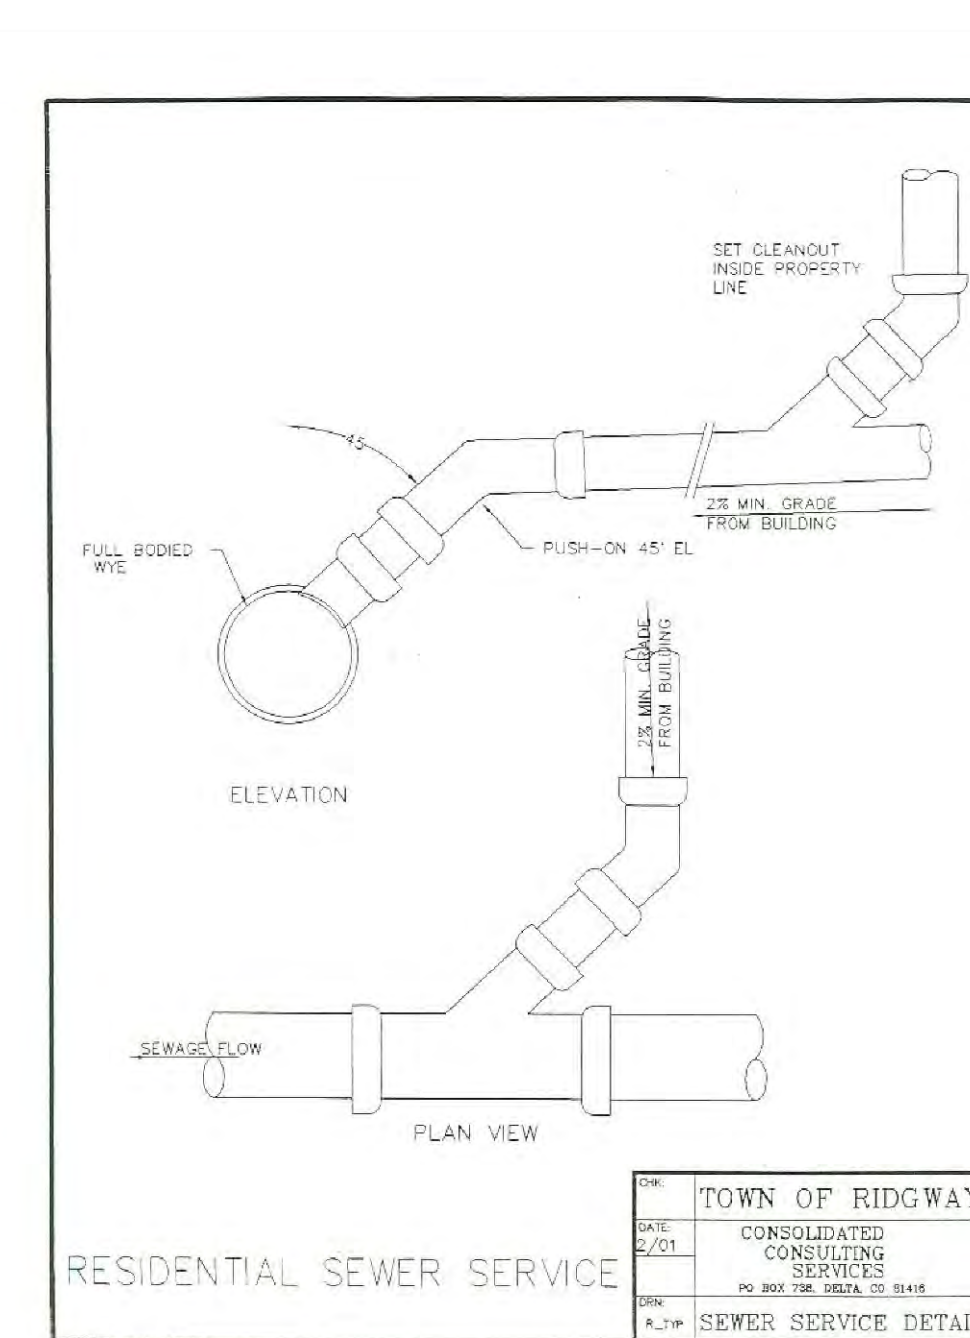 SET CLEANOUT
INSIDE PROPERTY
LINE
45
2% MIN. GRADE
FROM BUILDING
FULL BODIED
WYE
PUSH-ON 45° EL
2% MIN. GRADE
FROM BUILDING
ELEVATION
SEWAGE FLOW
PLAN VIEW
RESIDENTIAL SEWER SERVICE
CHK:
TOWN OF RIDGWAY
DATE:
2/01
CONSOLIDATED
CONSULTING
SERVICES
PO BOX 738, DELTA, CO 81416
DRN:
R_TYP
SEWER SERVICE DETAI